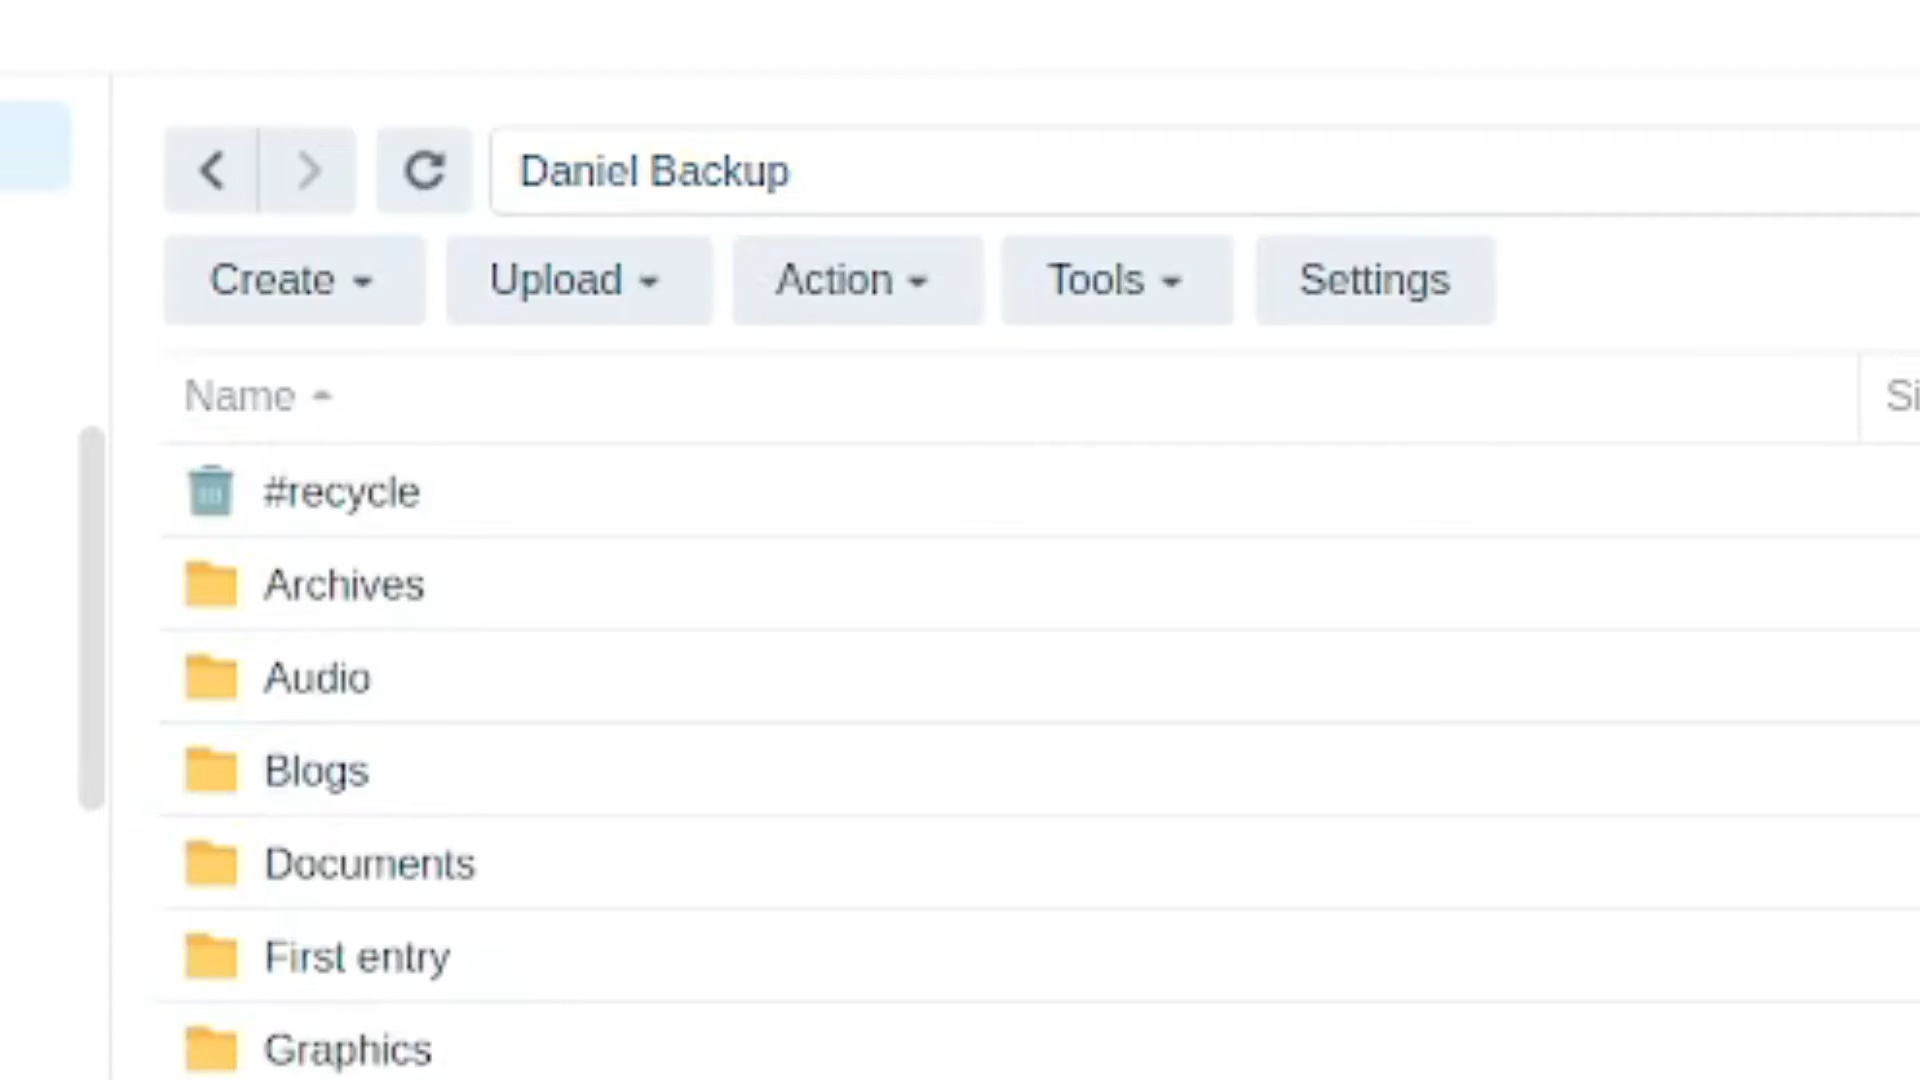 Daniel Backup
Create Upload Action Tools Settings
Name
#recycle
Archives
Audio
Blogs
Documents
First entry
Graphics